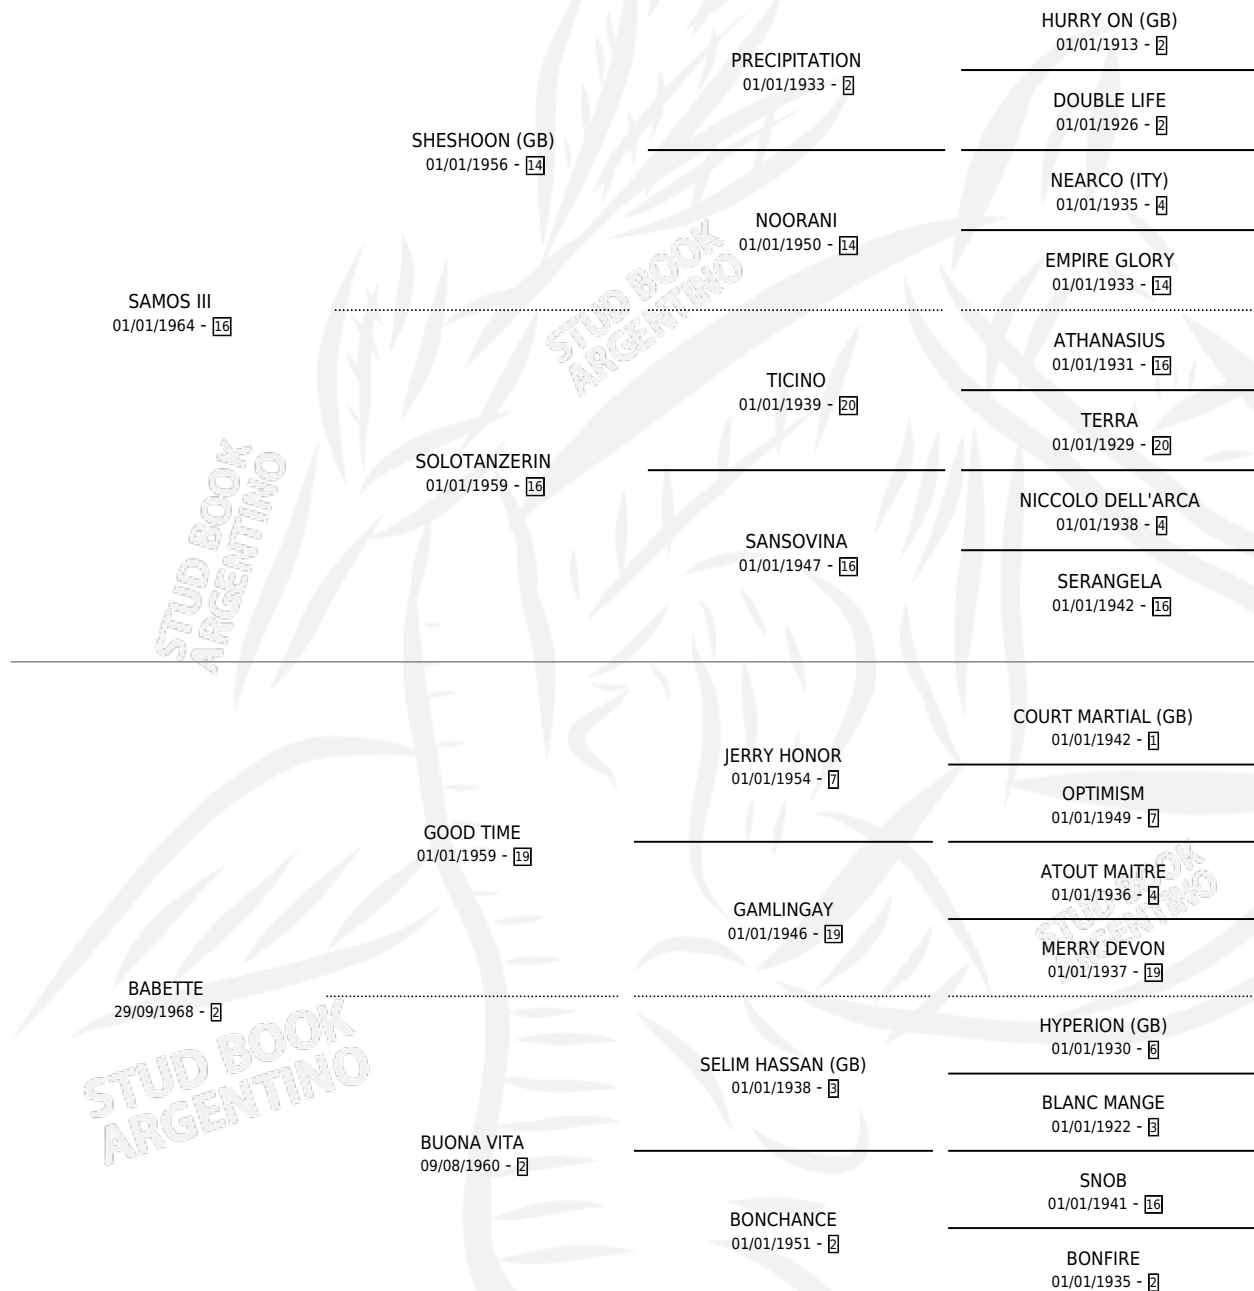 HURRY ON (GB)
01/01/1913 - 2
PRECIPITATION
01/01/1933 - 2
DOUBLE LIFE
01/01/1926 - 2
SHESHOON (GB)
01/01/1956 - 14
NEARCO (ITY)
01/01/1935 - 4
NOORANI
01/01/1950 - 14
EMPIRE GLORY
01/01/1933 - 14
SAMOS III
01/01/1964 - 16
ATHANASIUS
01/01/1931 - 16
TICINO
01/01/1939 - 20
TERRA
01/01/1929 - 20
SOLOTANZERIN
01/01/1959 - 16
NICCOLO DELL'ARCA
01/01/1938 - 4
SANSOVINA
01/01/1947 - 16
SERANGELA
01/01/1942 - 16
COURT MARTIAL (GB)
01/01/1942 - 1
JERRY HONOR
01/01/1954 - 7
OPTIMISM
01/01/1949 - 7
GOOD TIME
01/01/1959 - 19
ATOUT MAITRE
01/01/1936 - 4
GAMLINGAY
01/01/1946 - 19
MERRY DEVON
01/01/1937 - 19
BABETTE
29/09/1968 - 2
HYPERION (GB)
01/01/1930 - 6
SELIM HASSAN (GB)
01/01/1938 - 3
BLANC MANGE
01/01/1922 - 3
BUONA VITA
09/08/1960 - 2
SNOB
01/01/1941 - 16
BONCHANCE
01/01/1951 - 2
BONFIRE
01/01/1935 - 2
STUD BOOK
ARGENTINO
STUD BOOK
ARGENTINO
STUD BOOK
ARGENTINO
STUD BOOK
ARGENTINO